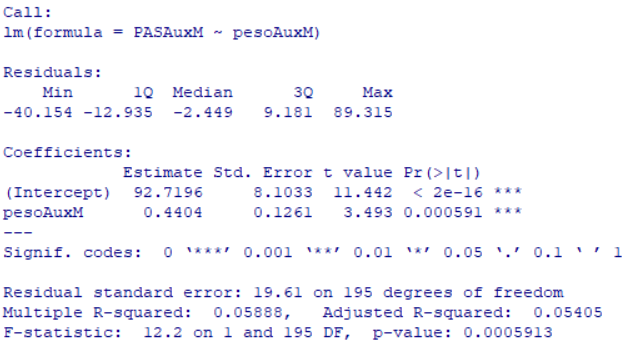 Call:
lm(formula = PASAuxM ~ pesoAuxM)
Residuals:
Min 1Q Median 3Q Max
-40.154 -12.935 -2.449 9.181 89.315
Coefficients:
Estimate Std. Error t value Pr(>|t|)
(Intercept) 92.7196 8.1033 11.442 < 2e-16 ***
pesoAuxM 0.4404 0.1261 3.493 0.000591 ***
---
Signif. codes: 0 ‘***’ 0.001 ‘**’ 0.01 ‘*’ 0.05 ‘.’ 0.1 ‘ ’ 1
Residual standard error: 19.61 on 195 degrees of freedom
Multiple R-squared: 0.05888, Adjusted R-squared: 0.05405
F-statistic: 12.2 on 1 and 195 DF, p-value: 0.0005913